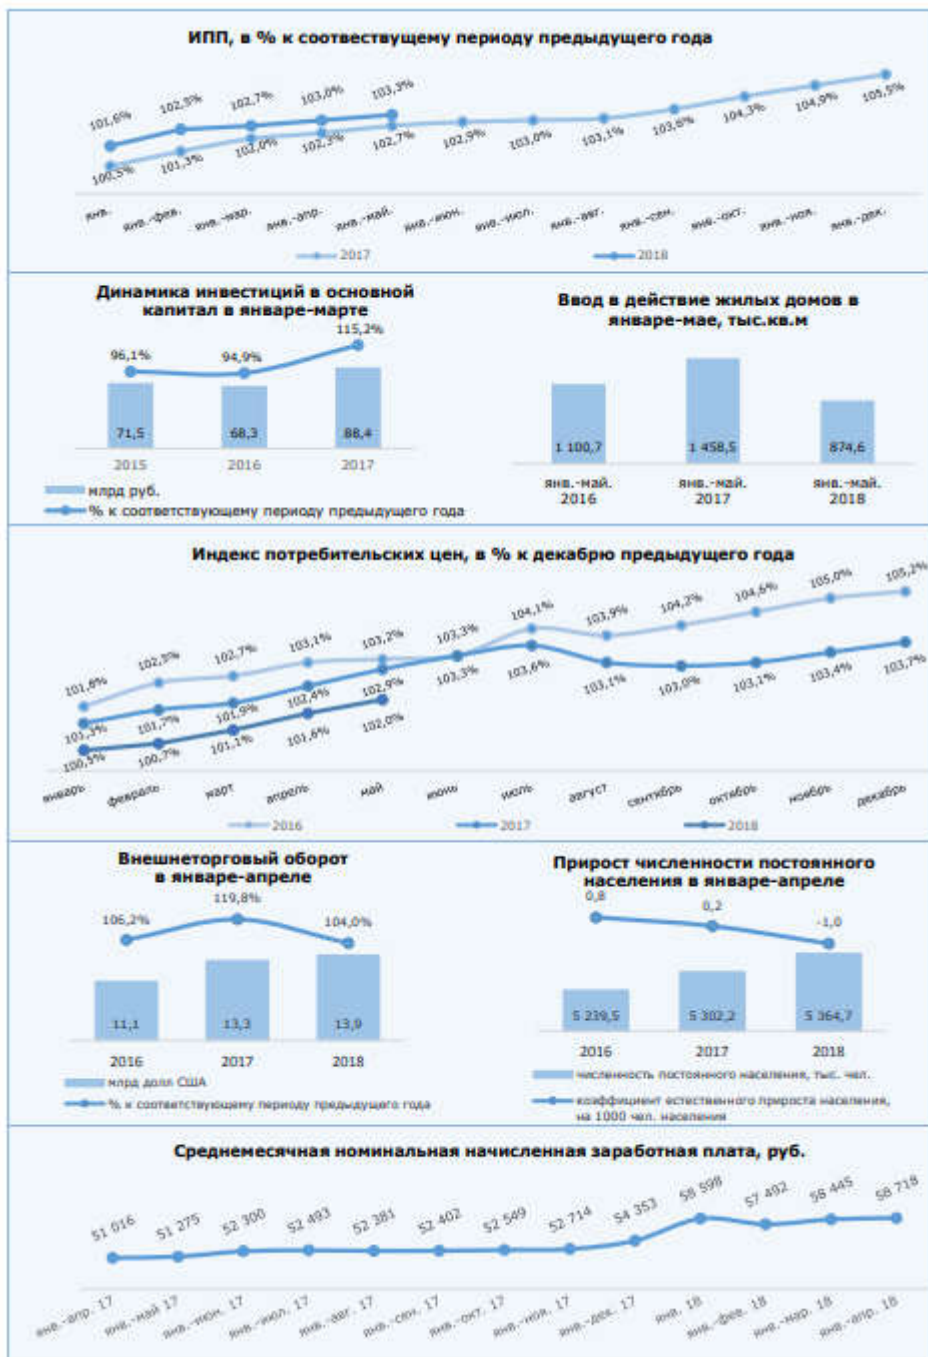 ИПП, в % к соотвествущему периоду предыдущего года
101,6% 102,5% 102,7% 103,0% 103,3%
100,5% 101,3% 102,0% 102,3% 102,7% 102,9% 103,0% 103,1% 103,6% 104,3% 104,9% 105,5%
янв. янв.-фев. янв.-мар. янв.-апр. янв.-май. янв.-июн. янв.-июл. янв.-авг. янв.-сен. янв.-окт. янв.-ноя. янв.-дек.
2017 2018
Динамика инвестиций в основной
капитал в январе-марте
96,1% 94,9% 115,2%
71,5 68,3 88,4
2015 2016 2017
млрд руб.
% к соответствующему периоду предыдущего года
Ввод в действие жилых домов в
январе-мае, тыс.кв.м
1 100,7 1 458,5 874,6
янв.-май. янв.-май. янв.-май.
2016 2017 2018
Индекс потребительских цен, в % к декабрю предыдущего года
101,8% 102,5% 102,7% 103,1% 103,2% 103,3% 104,1% 103,9% 104,2% 104,6% 105,0% 105,2%
101,3% 101,7% 101,9% 102,4% 102,9% 103,3% 103,6% 103,1% 103,0% 103,1% 103,4% 103,7%
100,5% 100,7% 101,1% 101,6% 102,0%
январь февраль март апрель май июнь июль август сентябрь октябрь ноябрь декабрь
2016 2017 2018
Внешнеторговый оборот
в январе-апреле
106,2% 119,8% 104,0%
11,1 13,3 13,9
2016 2017 2018
млрд долл США
% к соответствующему периоду предыдущего года
Прирост численности постоянного
населения в январе-апреле
0,8 0,2 -1,0
5 239,5 5 302,2 5 364,7
2016 2017 2018
численность постоянного населения, тыс. чел.
коэффициент естественного прироста населения,
на 1000 чел. населения
Среднемесячная номинальная начисленная заработная плата, руб.
51 016 51 275 52 300 52 493 52 381 52 402 52 549 52 714 54 353 58 598 57 492 58 445 58 718
янв.-апр. 17 янв.-май 17 янв.-июн. 17 янв.-июл. 17 янв.-авг. 17 янв.-сен. 17 янв.-окт. 17 янв.-ноя. 17 янв.-дек. 17 янв. 18 янв.-фев. 18 янв.-мар. 18 янв.-апр. 18